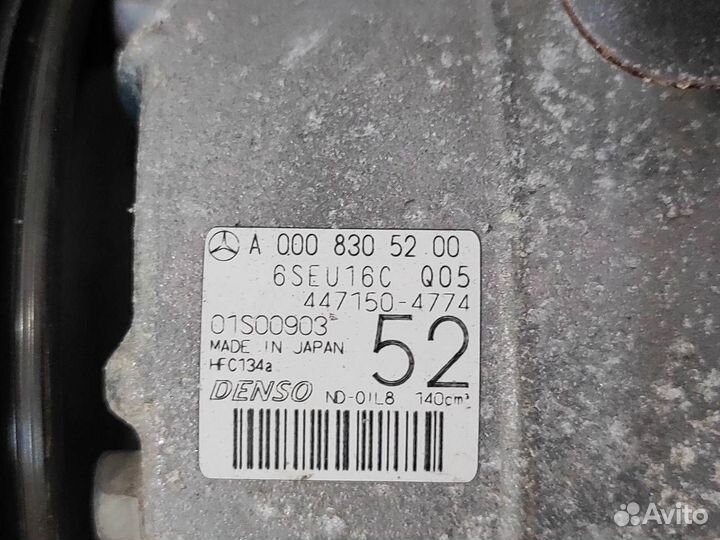 A 000 830 52 00
6SEU16C Q05
447150-4774
01S00903
52
MADE IN JAPAN
HFC134a
DENSO ND-OIL8 140cm³
Avito